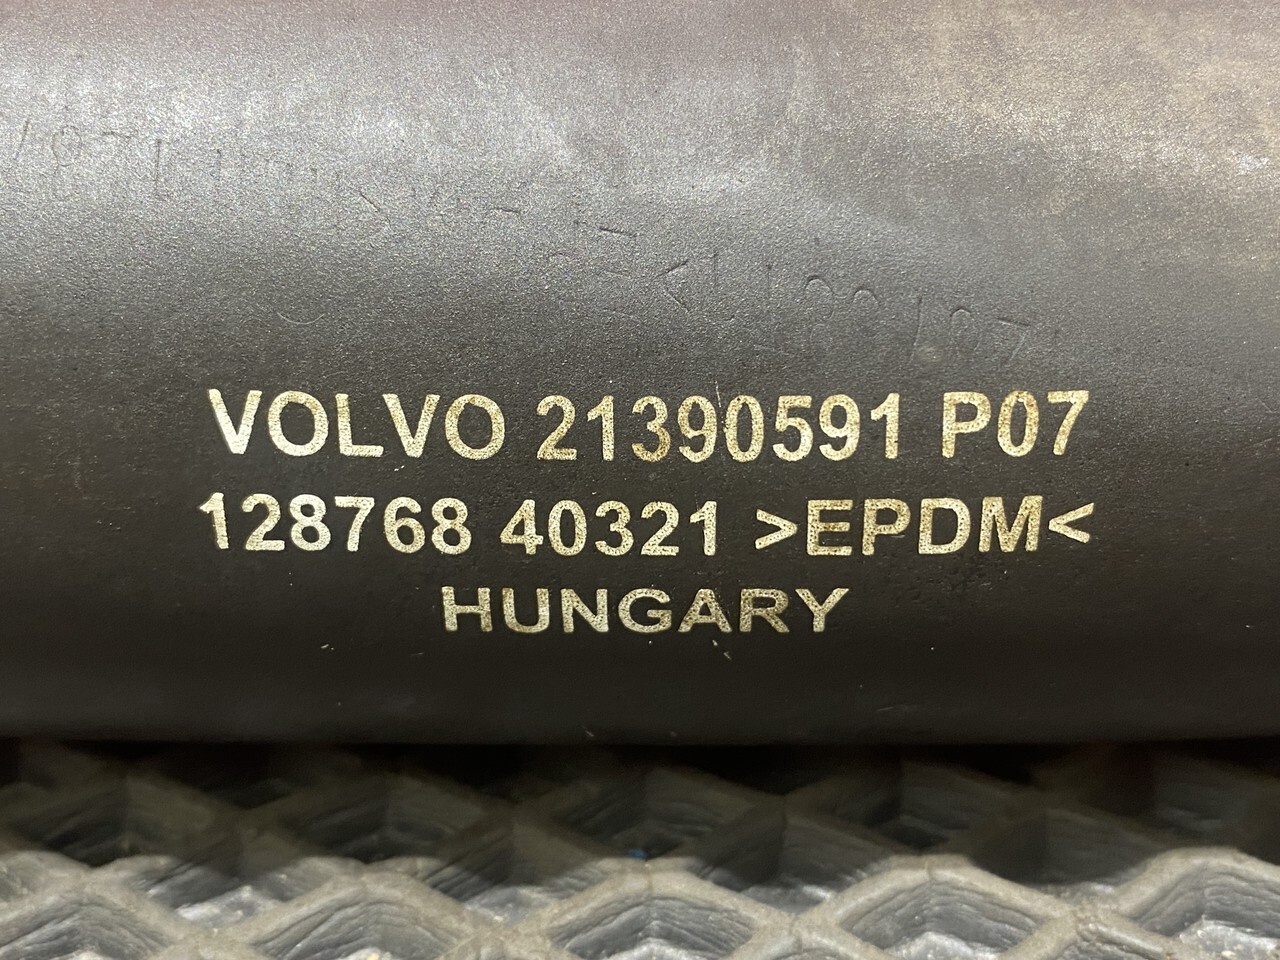 VOLVO 21390591 P07
128768 40321 >EPDM<
HUNGARY